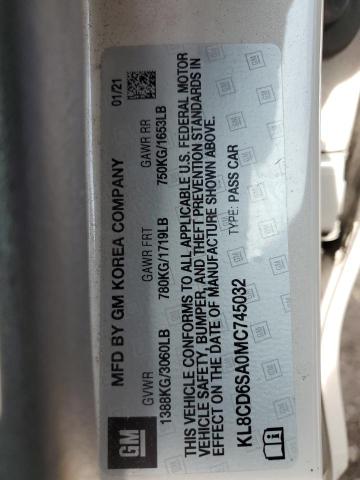 MFD BY GM KOREA COMPANY 01/21
GVWR GAWR FRT GAWR RR
1388KG/3060LB 780KG/1719LB 750KG/1653LB
THIS VEHICLE CONFORMS TO ALL APPLICABLE U.S. FEDERAL MOTOR
VEHICLE SAFETY, BUMPER, AND THEFT PREVENTION STANDARDS IN
EFFECT ON THE DATE OF MANUFACTURE SHOWN ABOVE.
KL8CD6SA0MC745032 TYPE: PASS CAR
GM